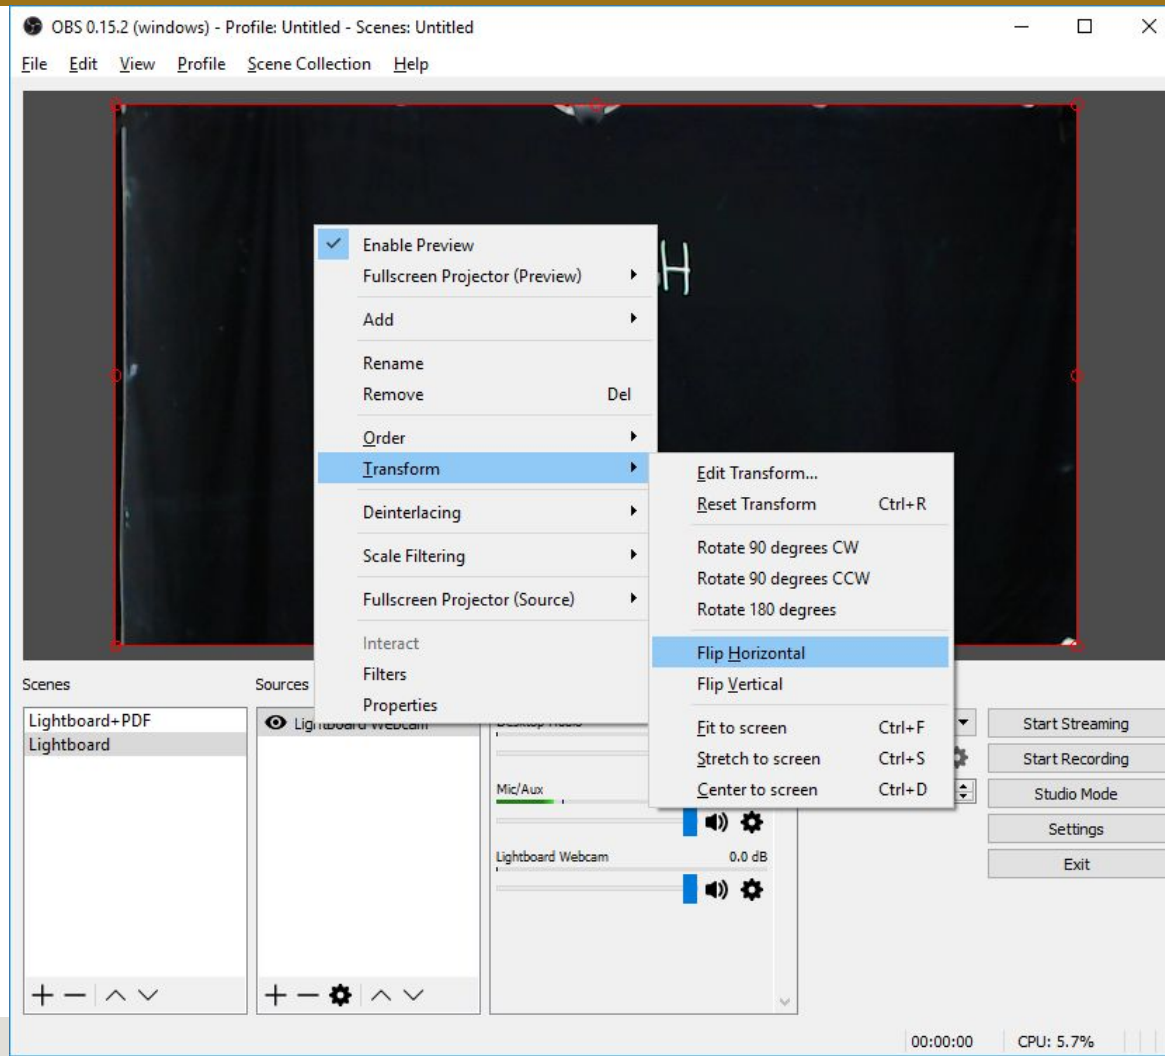 OBS 0.15.2 (windows) - Profile: Untitled - Scenes: Untitled
File Edit View Profile Scene Collection Help
H
Enable Preview
Fullscreen Projector (Preview)
Add
Rename
Remove Del
Order
Transform
Deinterlacing
Scale Filtering
Fullscreen Projector (Source)
Interact
Filters
Properties
Edit Transform...
Reset Transform Ctrl+R
Rotate 90 degrees CW
Rotate 90 degrees CCW
Rotate 180 degrees
Flip Horizontal
Flip Vertical
Fit to screen Ctrl+F
Stretch to screen Ctrl+S
Center to screen Ctrl+D
Scenes
Lightboard+PDF
Lightboard
Sources
Lightboard Webcam
Desktop Audio
Mic/Aux
Lightboard Webcam 0.0 dB
Start Streaming
Start Recording
Studio Mode
Settings
Exit
00:00:00 CPU: 5.7%